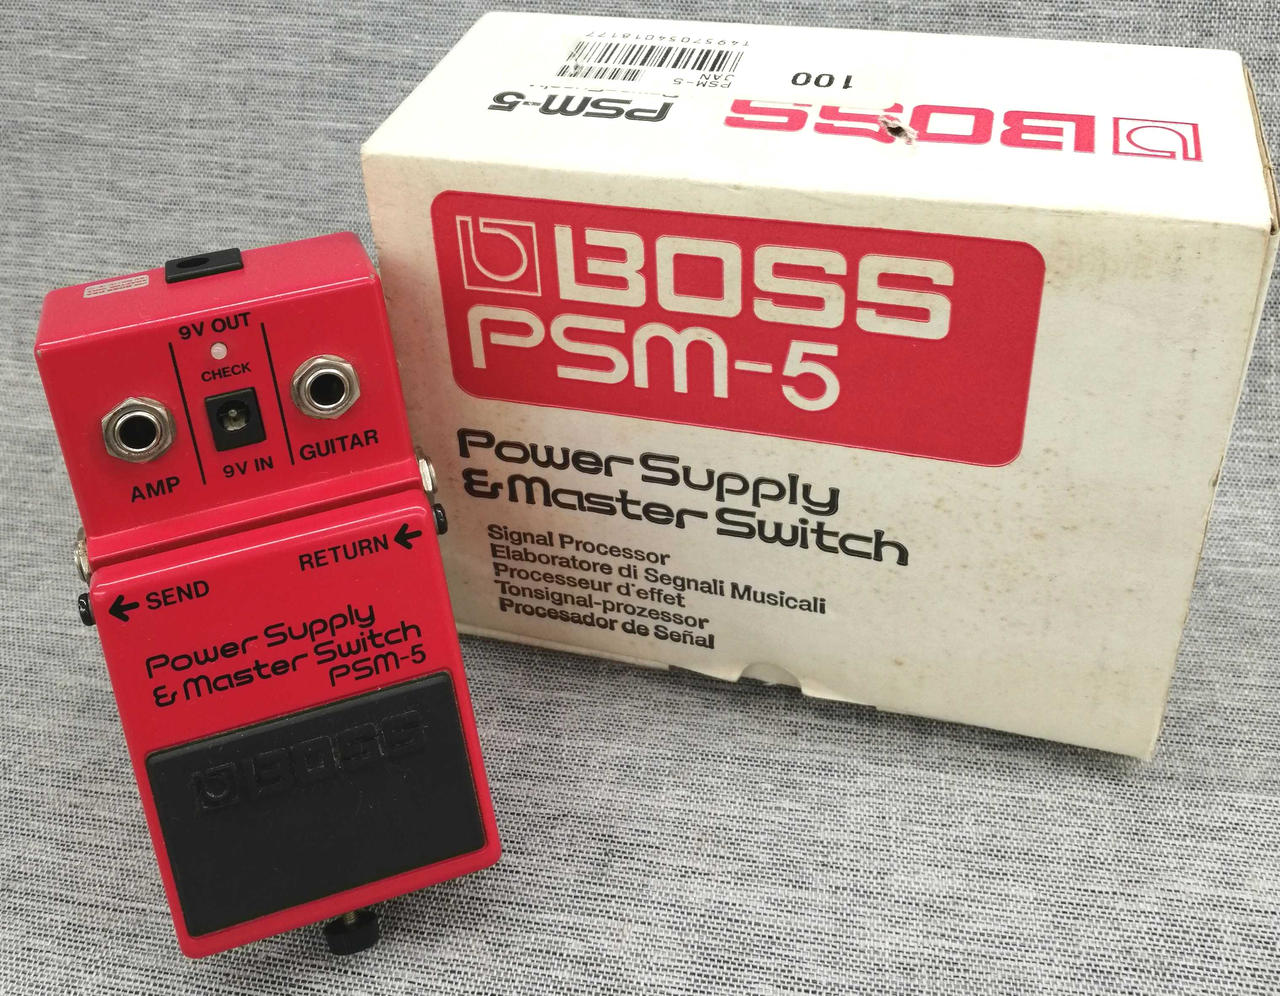 T4957054018177
PSM-5
JAN
100
PSM-5
BOSS
BOSS
PSM-5
Power Supply
& Master Switch
Signal Processor
Elaboratore di Segnali Musicali
Processeur d'effet
Tonsignal-prozessor
Procesador de Señal
9V OUT
CHECK
AMP
9V IN
GUITAR
← SEND
RETURN ←
Power Supply
& Master Switch
PSM-5
BOSS